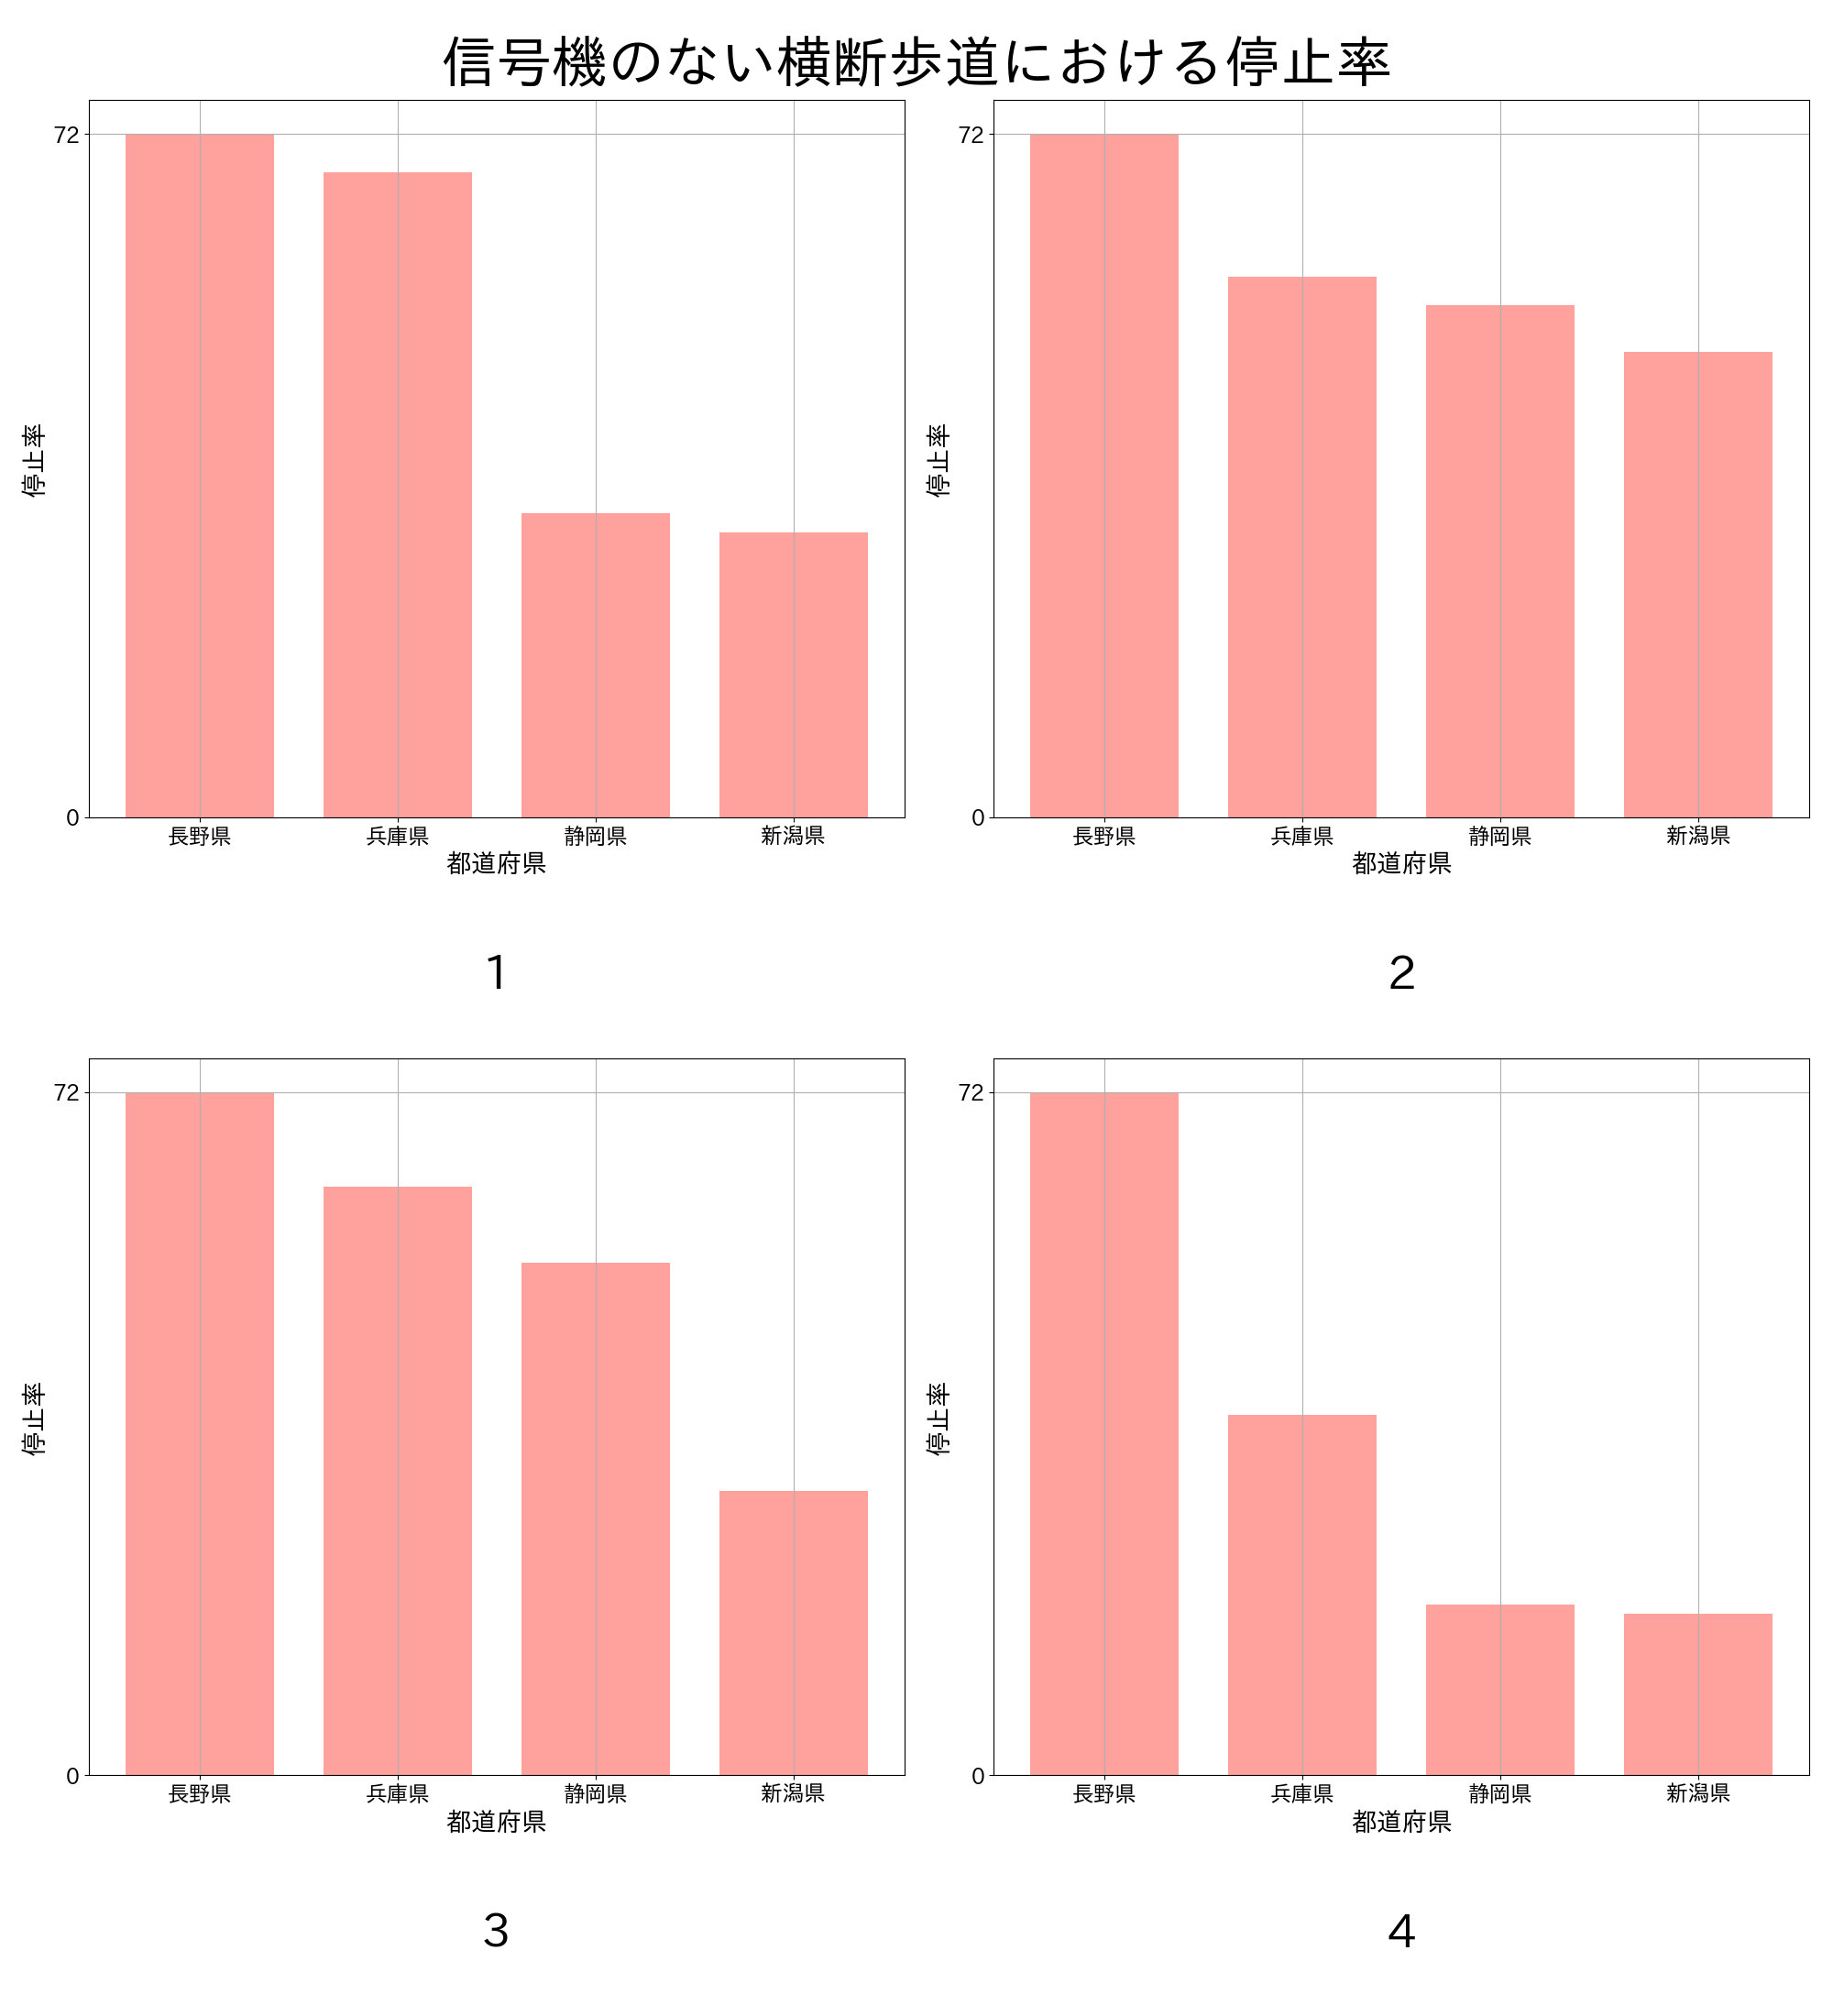 信号機のない横断歩道における停止率
72
停止率
0
長野県 兵庫県 静岡県 新潟県
都道府県
1
72
停止率
0
長野県 兵庫県 静岡県 新潟県
都道府県
2
72
停止率
0
長野県 兵庫県 静岡県 新潟県
都道府県
3
72
停止率
0
長野県 兵庫県 静岡県 新潟県
都道府県
4